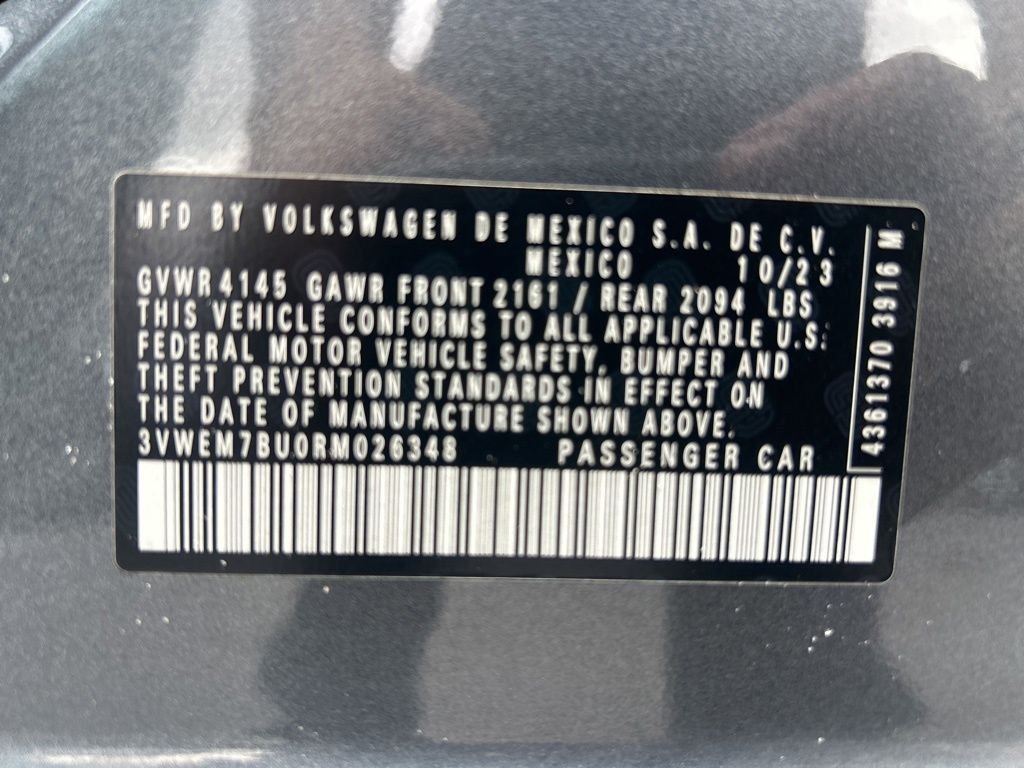 MFD BY VOLKSWAGEN DE MEXICO S.A. DE C.V.
MEXICO 10/23
GVWR 4145 GAWR FRONT 2161 / REAR 2094 LBS
THIS VEHICLE CONFORMS TO ALL APPLICABLE U.S.
FEDERAL MOTOR VEHICLE SAFETY, BUMPER AND
THEFT PREVENTION STANDARDS IN EFFECT ON
THE DATE OF MANUFACTURE SHOWN ABOVE.
3VWEM7BU0RM026348 PASSENGER CAR
4361370 3916 M